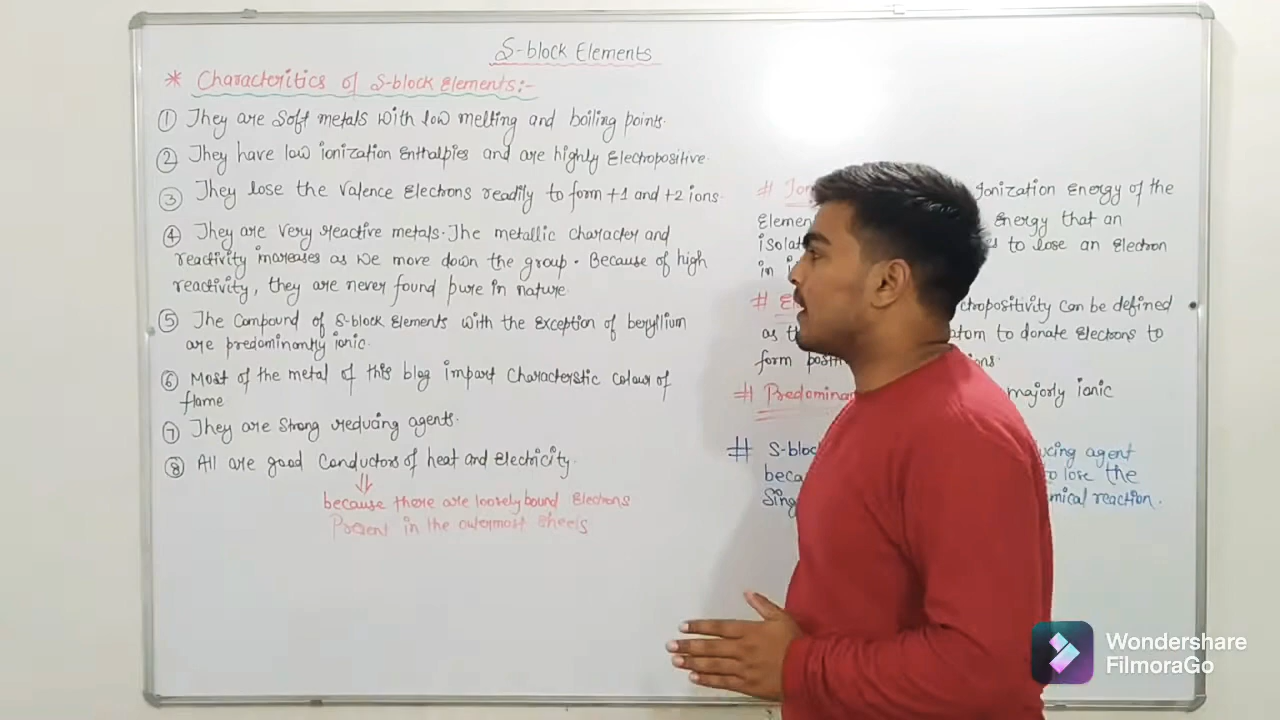 S-block Elements
* Characteritics of S-block Elements:-
① They are Soft metals with low melting and boiling points.
② They have low ionization enthalpies and are highly Electropositive.
③ They lose the Valence Electrons readily to form +1 and +2 ions.
④ They are very reactive metals. The metallic character and
reactivity increases as we move down the group. Because of high
reactivity, they are never found pure in nature.
⑤ The Compound of S-block Elements with the Exception of beryllium
are predominantly ionic.
⑥ Most of the metal of this blog impart Characterstic colour of
flame
⑦ They are strong reducing agents.
⑧ All are good Conductors of heat and Electricity.
because there are loosely bound Electrons
Present in the outermost sheels
# Ionization Energy of the
Energy that an
to lose an Electron
in
# can be defined
as atom to donate Electrons to
form
# majorly ionic
# agent
to lose the
reaction.
Wondershare
FilmoraGo